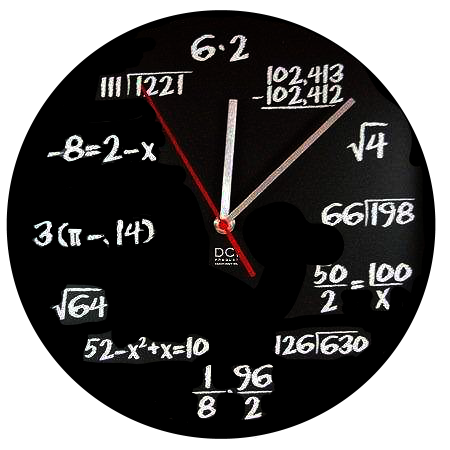 6·2
102,413
-102,412
√4
66√198
50/2 = 100/x
126√630
1/8 · 96/2
52-x²+x=10
√64
3(π-.14)
-8=2-x
111√1221